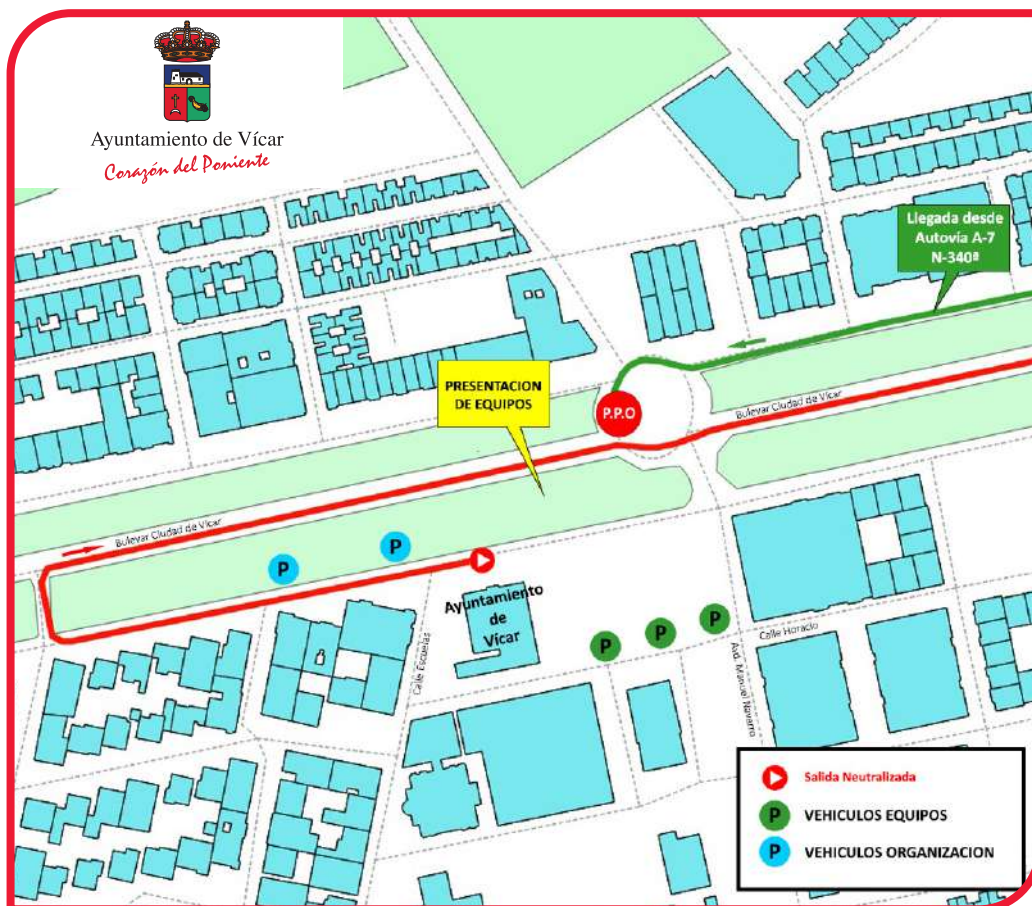 Ayuntamiento de Vícar
Corazón del Poniente
Llegada desde
Autovía A-7
N-340ª
PRESENTACION
DE EQUIPOS
P.P.O
Bulevar Ciudad de Vícar
Bulevar Ciudad de Vícar
P
P
Ayuntamiento
de
Vícar
Calle Escuelas
P
P
P
Calle Horacio
Avd. Manuel Navarro
Salida Neutralizada
P
VEHICULOS EQUIPOS
P
VEHICULOS ORGANIZACION